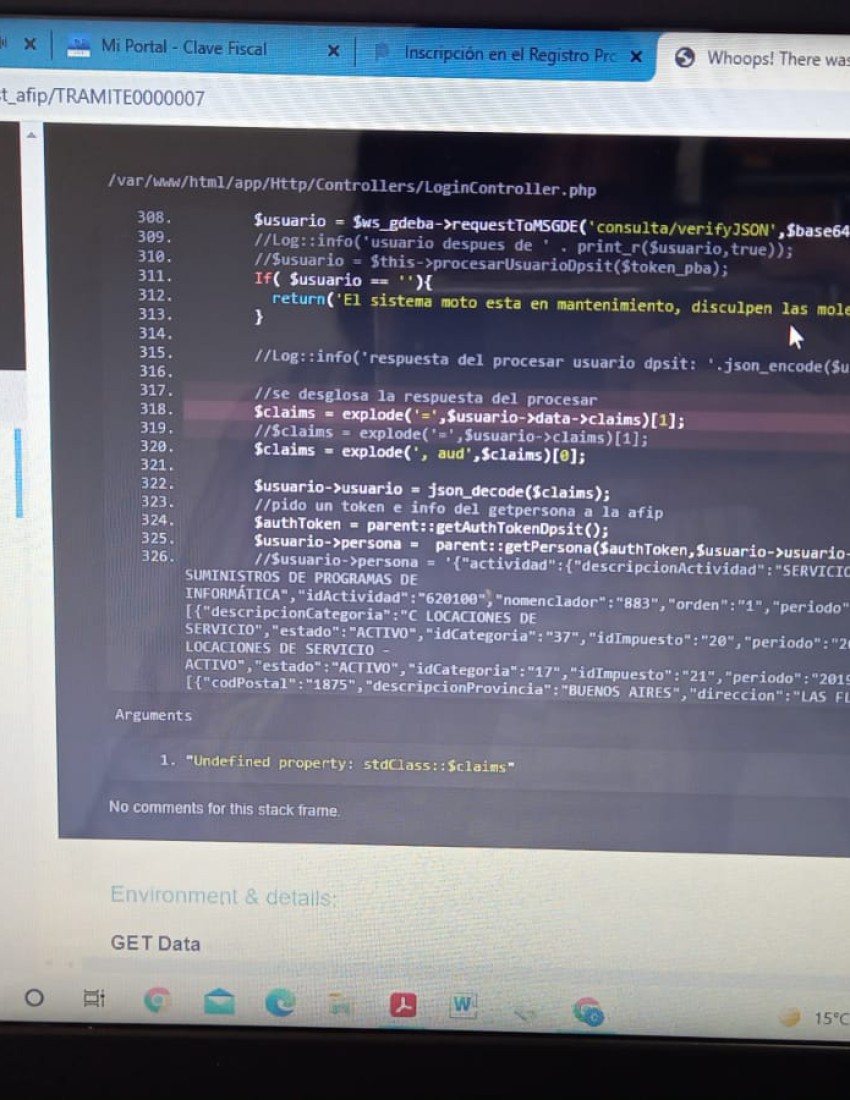 Mi Portal - Clave Fiscal
Inscripción en el Registro Prc
Whoops! There was
t_afip/TRAMITE0000007
/var/www/html/app/Http/Controllers/LoginController.php
308. $usuario = $ws_gdeba->requestToMSGDE('consulta/verifyJSON',$base64
309. //Log::info('usuario despues de ' . print_r($usuario,true));
310. //$usuario = $this->procesarUsuarioDpsit($token_pba);
311. If( $usuario == ''){
312. return('El sistema moto esta en mantenimiento, disculpen las mole
313. }
314.
315. //Log::info('respuesta del procesar usuario dpsit: '.json_encode($u
316.
317. //se desglosa la respuesta del procesar
318. $claims = explode('=',$usuario->data->claims)[1];
319. //$claims = explode('=',$usuario->claims)[1];
320. $claims = explode(', aud',$claims)[0];
321.
322. $usuario->usuario = json_decode($claims);
323. //pido un token e info del getpersona a la afip
324. $authToken = parent::getAuthTokenDpsit();
325. $usuario->persona = parent::getPersona($authToken,$usuario->usuario-
326. //$usuario->persona = '{"actividad":{"descripcionActividad":"SERVICIO
SUMINISTROS DE PROGRAMAS DE
INFORMÁTICA","idActividad":"620100","nomenclador":"883","orden":"1","periodo"
[{"descripcionCategoria":"C LOCACIONES DE
SERVICIO","estado":"ACTIVO","idCategoria":"37","idImpuesto":"20","periodo":"20
LOCACIONES DE SERVICIO -
ACTIVO","estado":"ACTIVO","idCategoria":"17","idImpuesto":"21","periodo":"2019
[{"codPostal":"1875","descripcionProvincia":"BUENOS AIRES","direccion":"LAS FL
Arguments
1. "Undefined property: stdClass::$claims"
No comments for this stack frame.
Environment & details:
GET Data
W
15°C